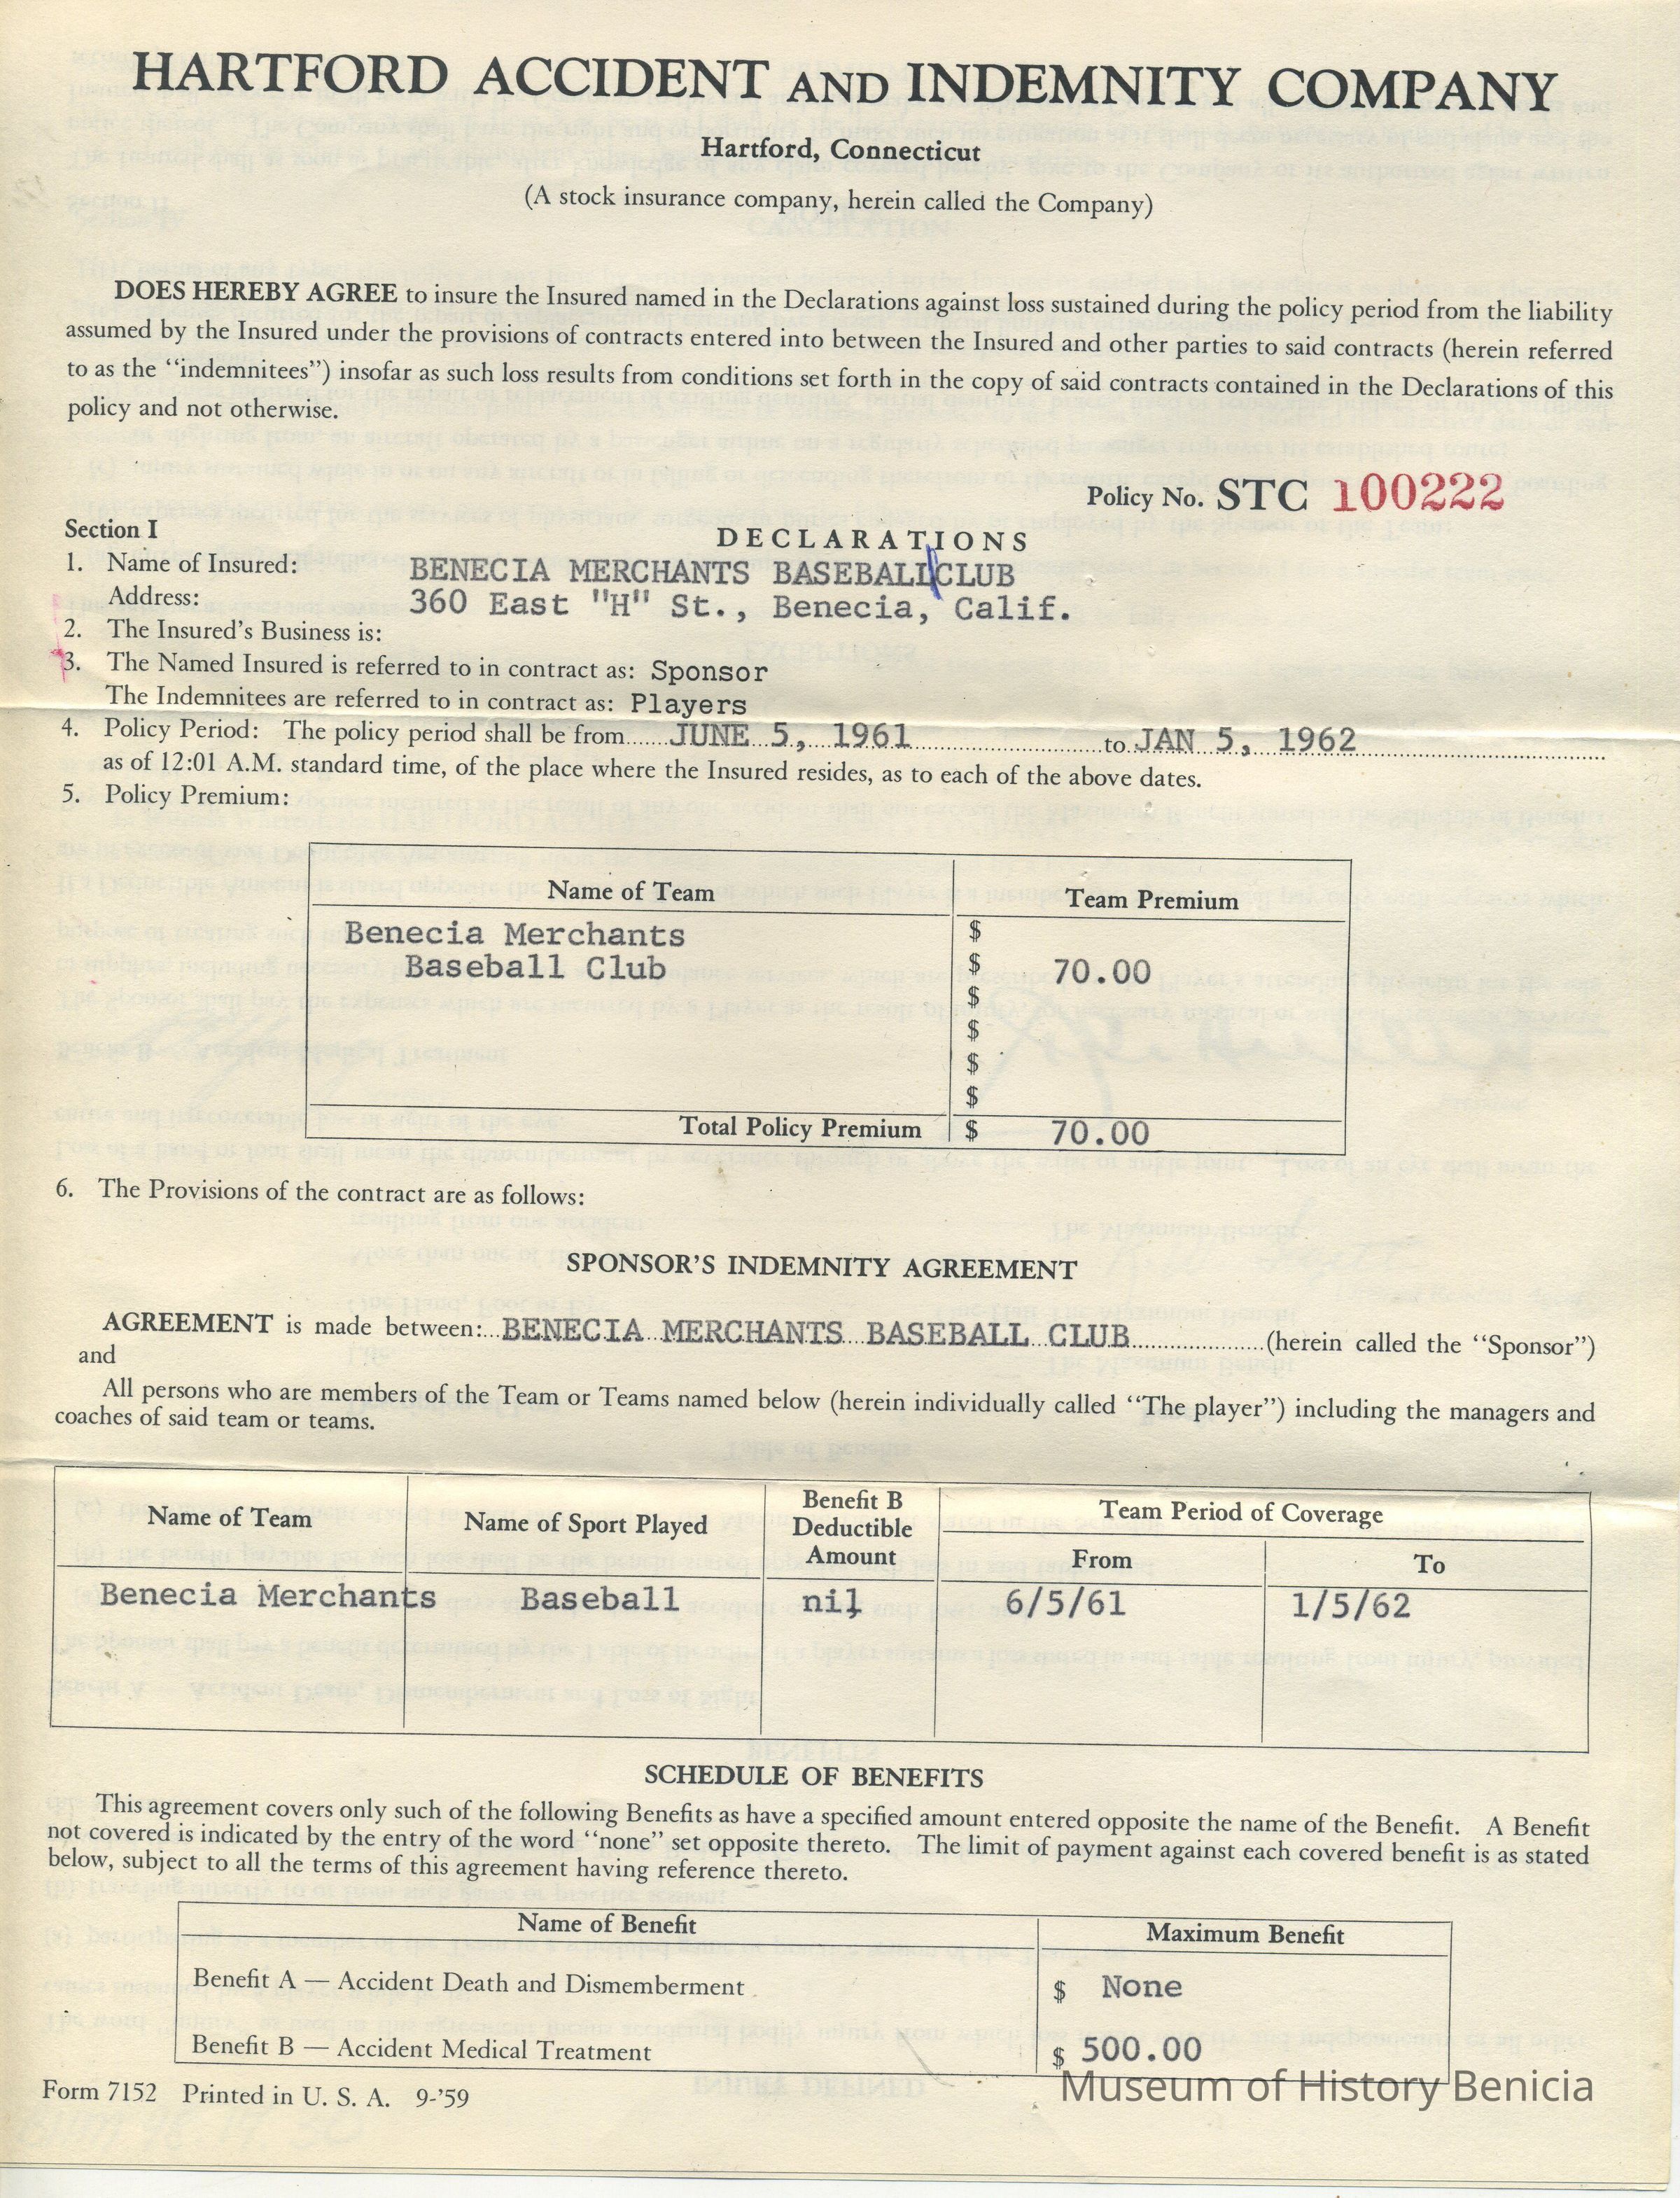 HARTFORD ACCIDENT AND INDEMNITY COMPANY
Hartford, Connecticut
(A stock insurance company, herein called the Company)
DOES HEREBY AGREE to insure the Insured named in the Declarations against loss sustained during the policy period from the liability
assumed by the Insured under the provisions of contracts entered into between the Insured and other parties to said contracts (herein referred
to as the "indemnitees") insofar as such loss results from conditions set forth in the copy of said contracts contained in the Declarations of this
policy and not otherwise.
Policy No. STC 100222
Section I
DECLARATIONS
1. Name of Insured: BENECIA MERCHANTS BASEBALL CLUB
Address: 360 East "H" St., Benecia, Calif.
2. The Insured's Business is:
3. The Named Insured is referred to in contract as: Sponsor
The Indemnitees are referred to in contract as: Players
4. Policy Period: The policy period shall be from JUNE 5, 1961 to JAN 5, 1962
as of 12:01 A.M. standard time, of the place where the Insured resides, as to each of the above dates.
5. Policy Premium:
Name of Team Team Premium
Benecia Merchants $
Baseball Club $ 70.00
$
$
$
$
Total Policy Premium $ 70.00
6. The Provisions of the contract are as follows:
SPONSOR'S INDEMNITY AGREEMENT
AGREEMENT is made between: BENECIA MERCHANTS BASEBALL CLUB (herein called the "Sponsor")
and
All persons who are members of the Team or Teams named below (herein individually called "The player") including the managers and
coaches of said team or teams.
Name of Team Name of Sport Played Benefit B Deductible Amount Team Period of Coverage
From To
Benecia Merchants Baseball nil 6/5/61 1/5/62
SCHEDULE OF BENEFITS
This agreement covers only such of the following Benefits as have a specified amount entered opposite the name of the Benefit. A Benefit
not covered is indicated by the entry of the word "none" set opposite thereto. The limit of payment against each covered benefit is as stated
below, subject to all the terms of this agreement having reference thereto.
Name of Benefit Maximum Benefit
Benefit A — Accident Death and Dismemberment $ None
Benefit B — Accident Medical Treatment $ 500.00
Form 7152 Printed in U. S. A. 9-'59
Museum of History Benicia